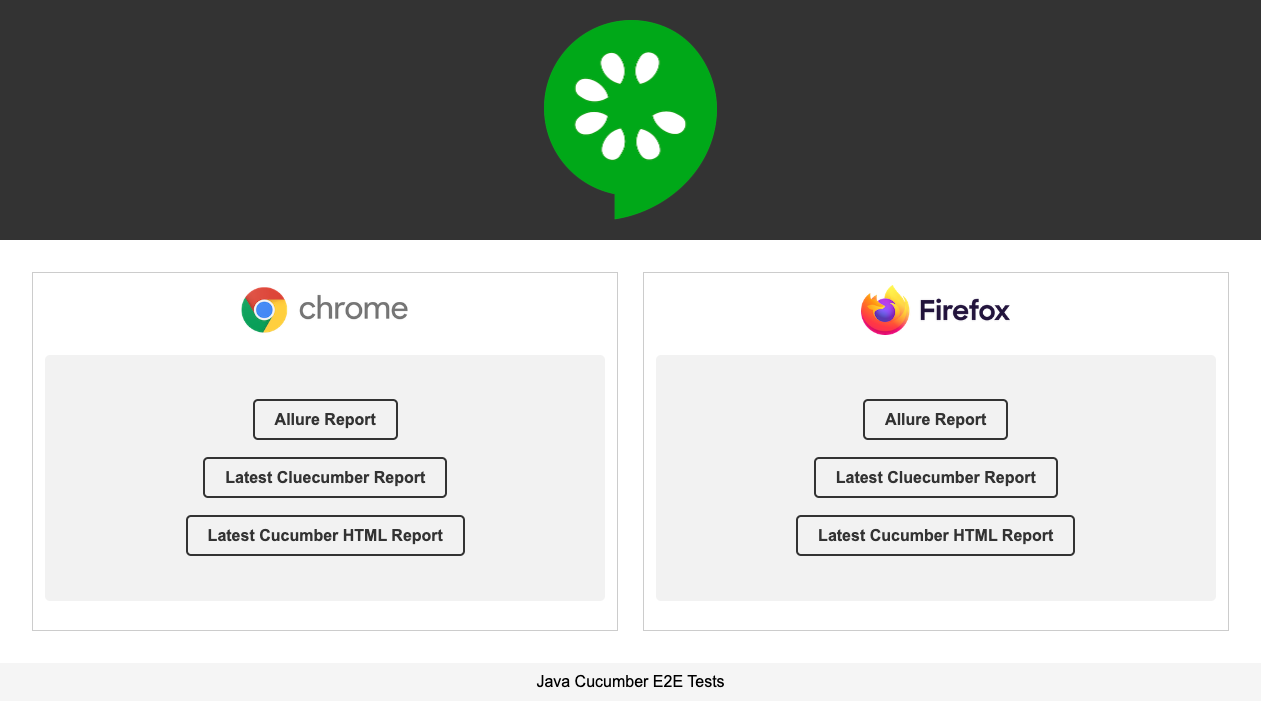 chrome
Allure Report
Latest Cluecumber Report
Latest Cucumber HTML Report
Firefox
Allure Report
Latest Cluecumber Report
Latest Cucumber HTML Report
Java Cucumber E2E Tests